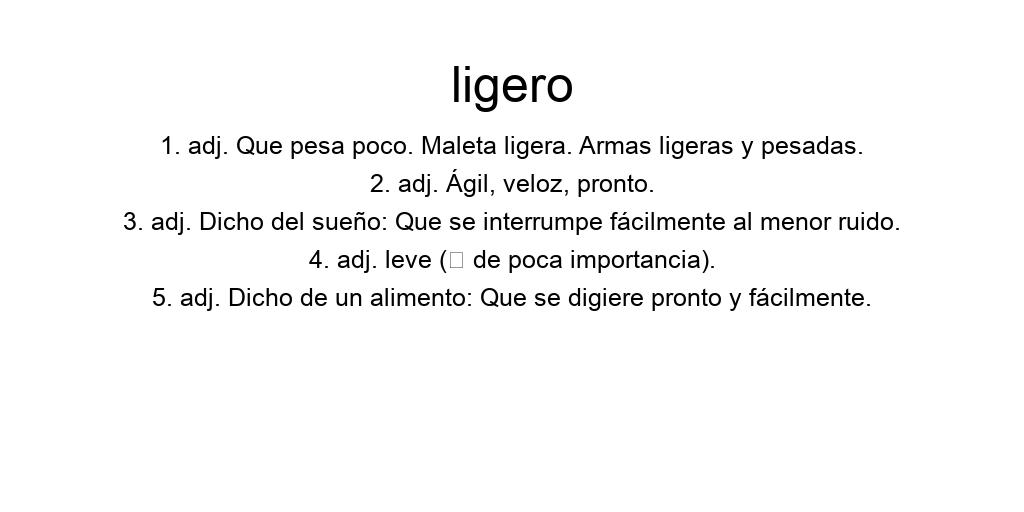 ligero
1. adj. Que pesa poco. Maleta ligera. Armas ligeras y pesadas.
2. adj. Ágil, veloz, pronto.
3. adj. Dicho del sueño: Que se interrumpe fácilmente al menor ruido.
4. adj. leve (□ de poca importancia).
5. adj. Dicho de un alimento: Que se digiere pronto y fácilmente.